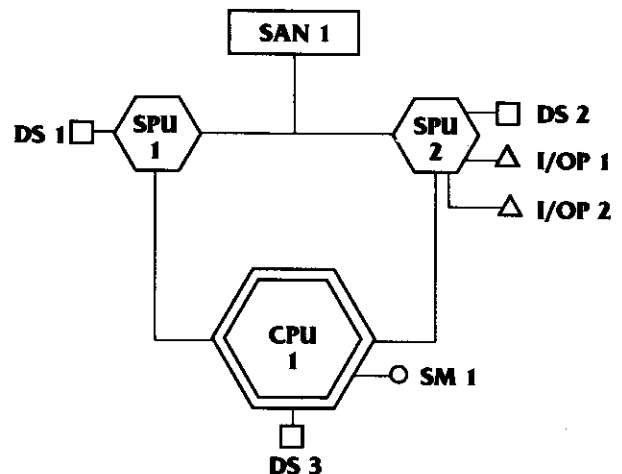 SAN 1
DS 1
SPU
1
SPU
2
DS 2
I/OP 1
I/OP 2
CPU
1
SM 1
DS 3